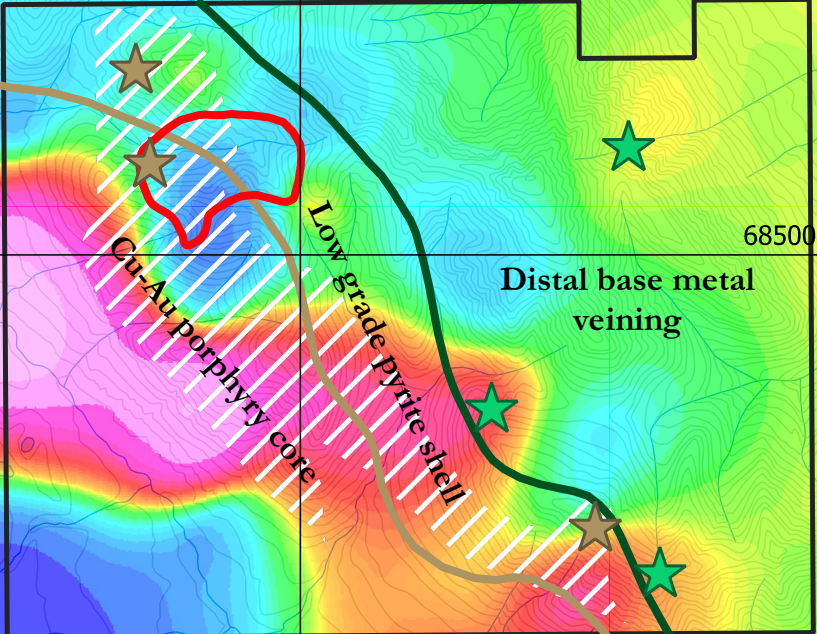 68500
Distal base metal
veining
Low grade pyrite shell
Cu-Au porphyry core